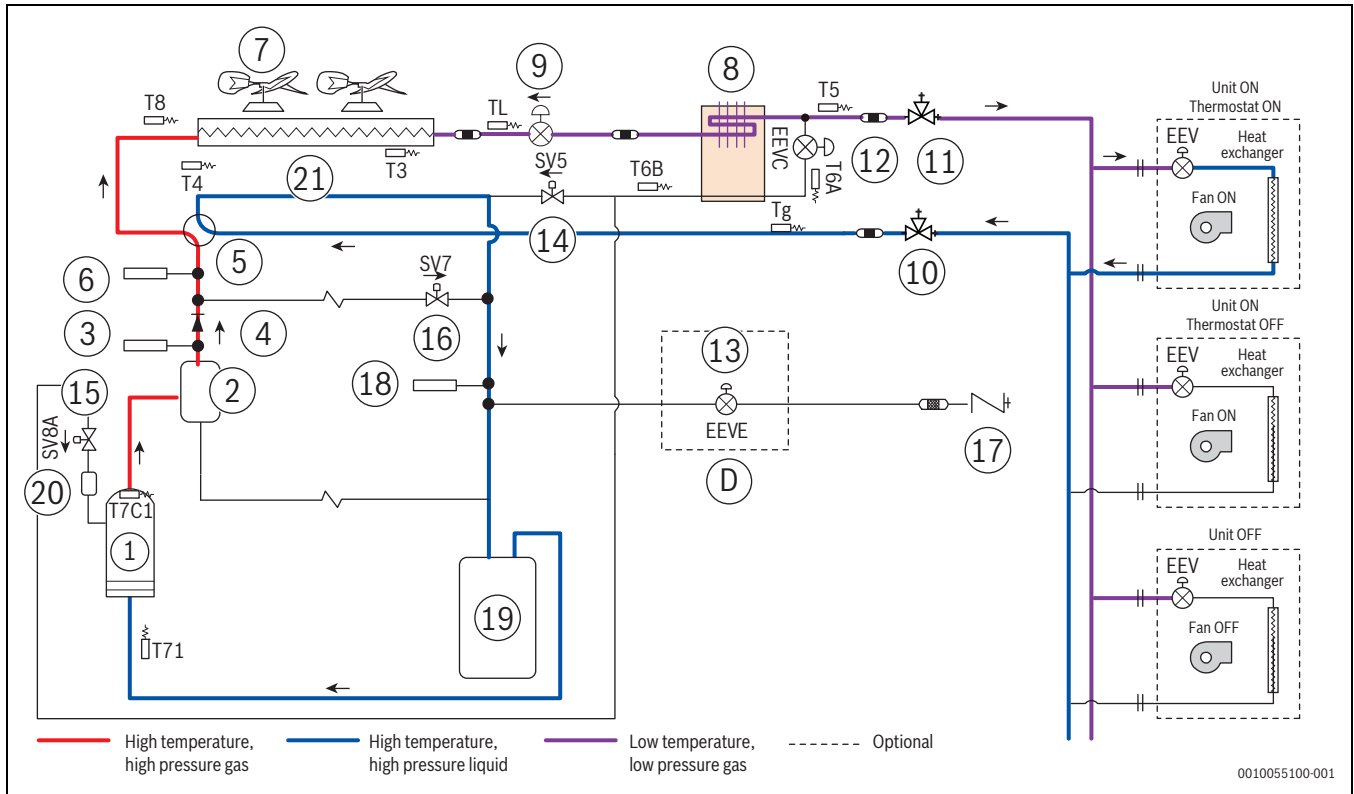 7
9
8
T8
TL
T5
EEVC
T6A
12
11
T3
T4
21
SV5
T6B
Tg
14
10
5
6
SV7
16
3
4
2
18
13
EEVE
D
17
15
SV8A
20
T7C1
1
T71
19
Unit ON
Thermostat ON
EEV
Heat
exchanger
Fan ON
Unit ON
Thermostat OFF
EEV
Heat
exchanger
Fan ON
Unit OFF
EEV
Heat
exchanger
Fan OFF
High temperature,
high pressure gas
High temperature,
high pressure liquid
Low temperature,
low pressure gas
Optional
0010055100-001